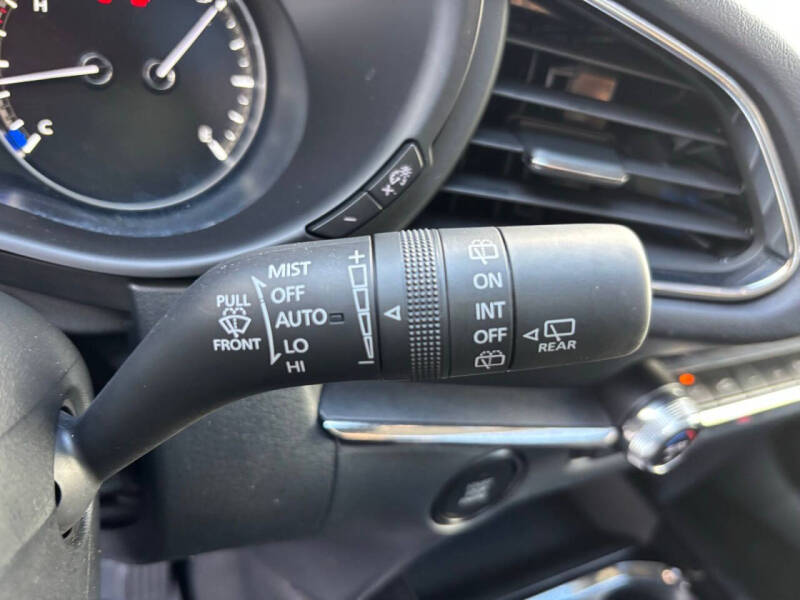 H
C
MIST
OFF
AUTO
LO
HI
PULL
FRONT
+
−
ON
INT
OFF
REAR